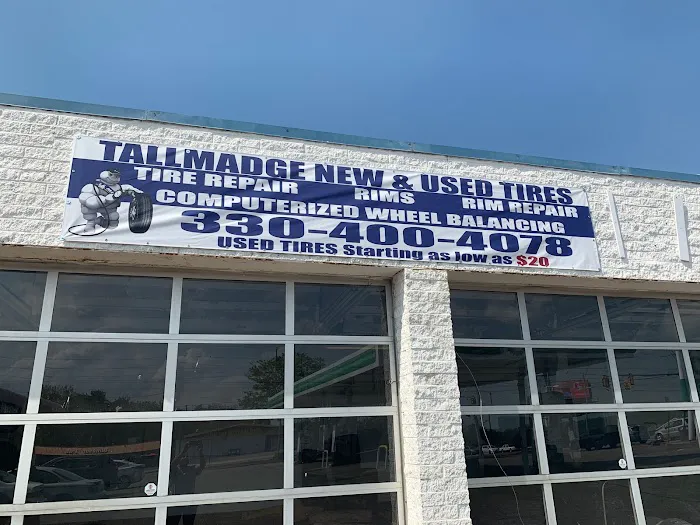 TALLMADGE NEW & USED TIRES
TIRE REPAIR RIMS RIM REPAIR
COMPUTERIZED WHEEL BALANCING
330-400-4078
USED TIRES Starting as low as $20